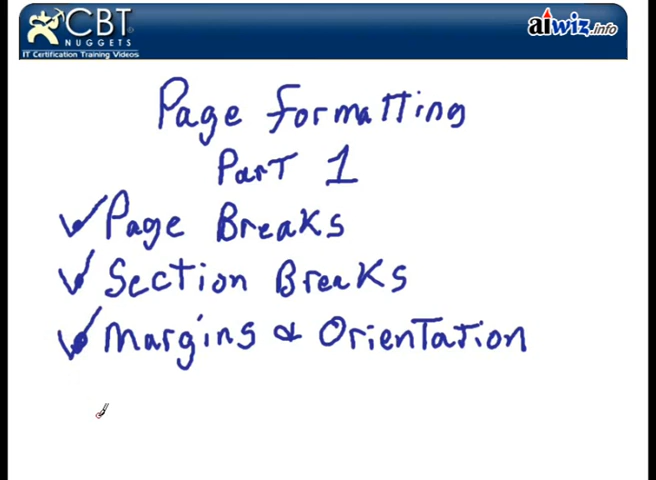 CBT
NUGGETS
IT Certification Training Videos
aiwiz.info
Page Formatting
Part 1
Page Breaks
Section Breaks
Margins & Orientation